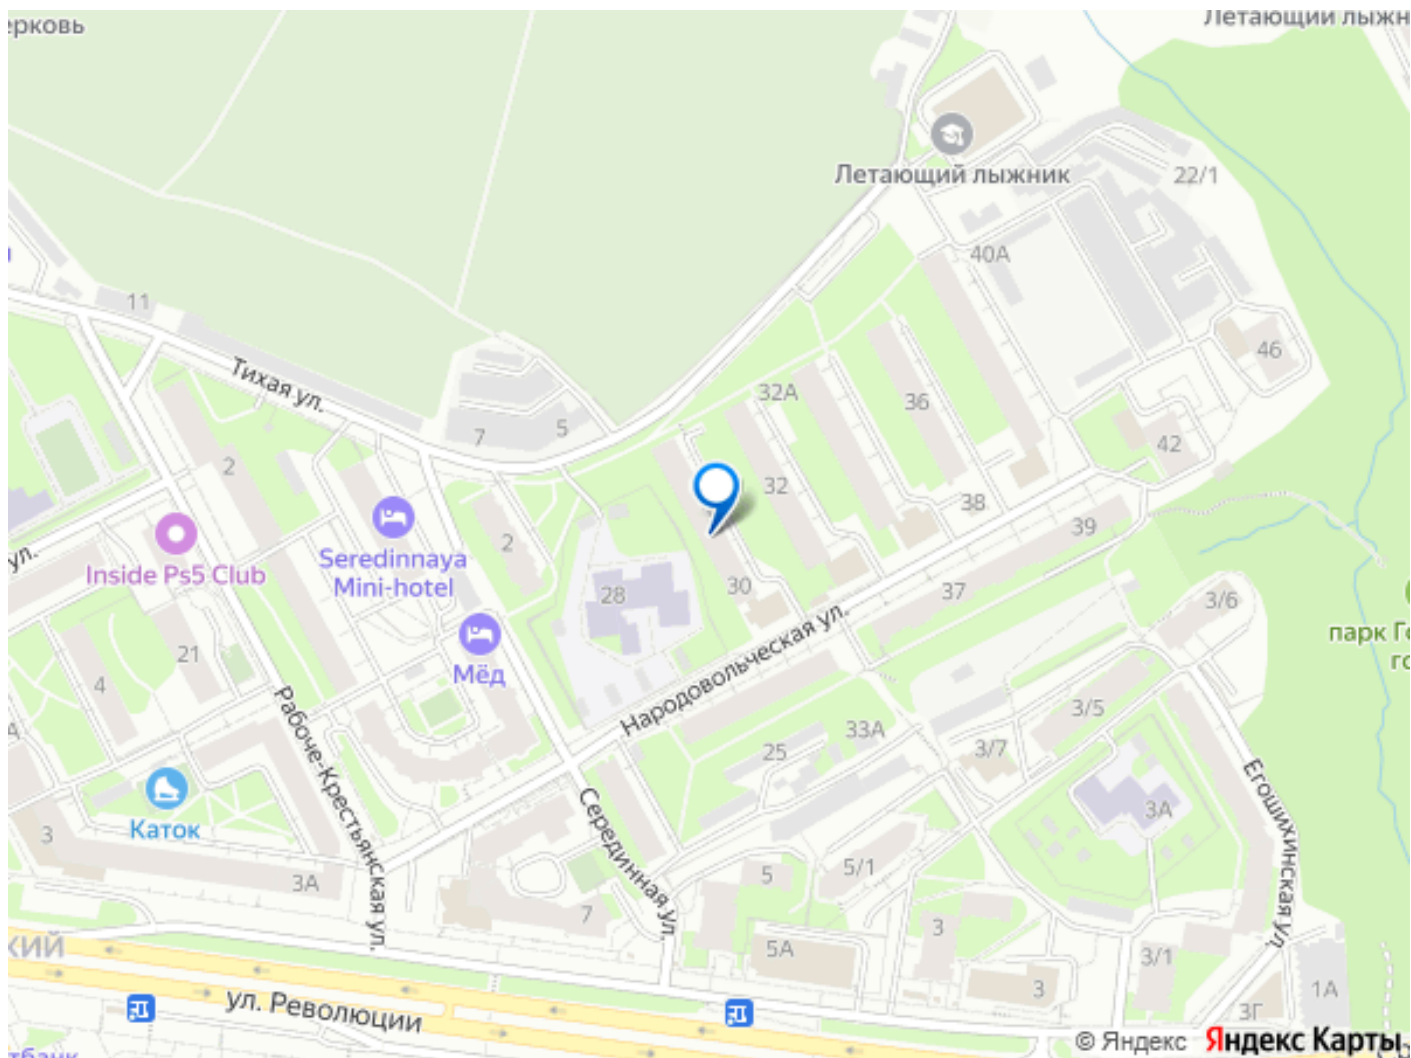 ерковь
Летающий лыжн
Летающий лыжник
22/1
40А
11
Тихая ул.
46
32А
36
7
5
42
2
32
38
39
2
Seredinnaya
Mini-hotel
ул.
Inside Ps5 Club
28
30
37
3/6
парк Го
го
21
4
Мёд
Народовольческая ул.
Рабоче-Крестьянская ул.
3/5
33А
25
3/7
А
Егошихинская ул.
3А
Каток
Серединная ул.
3
3А
5
5/1
7
3
КИЙ
5А
3/1
3
1А
3Г
ул. Революции
© Яндекс Яндекс Карты
тбанк